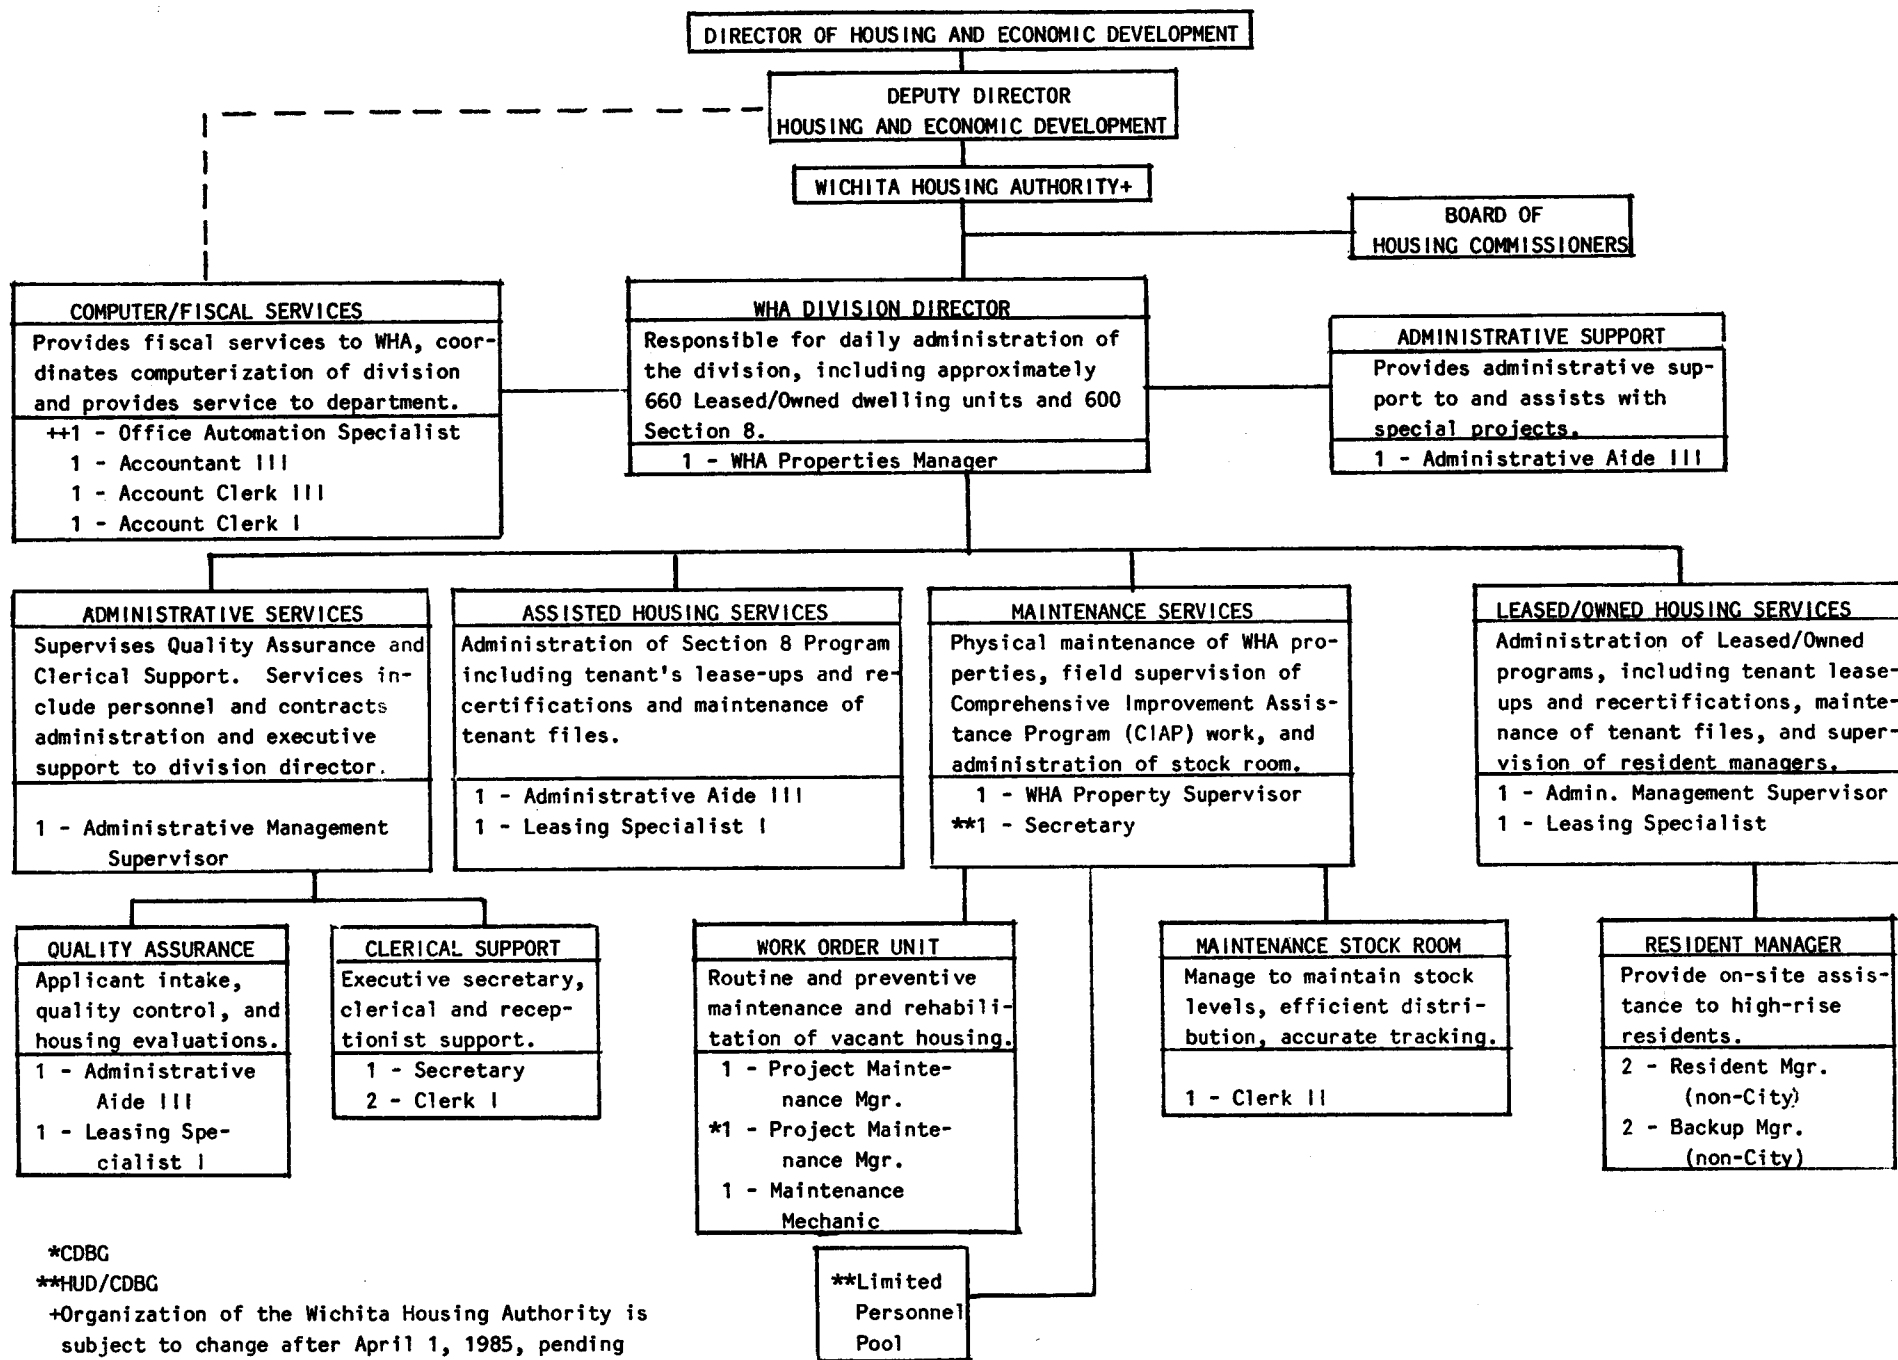 DIRECTOR OF HOUSING AND ECONOMIC DEVELOPMENT
DEPUTY DIRECTOR
HOUSING AND ECONOMIC DEVELOPMENT
WICHITA HOUSING AUTHORITY+
BOARD OF
HOUSING COMMISSIONERS
COMPUTER/FISCAL SERVICES
Provides fiscal services to WHA, coor-
dinates computerization of division
and provides service to department.
++1 - Office Automation Specialist
1 - Accountant III
1 - Account Clerk III
1 - Account Clerk I
WHA DIVISION DIRECTOR
Responsible for daily administration of
the division, including approximately
660 Leased/Owned dwelling units and 600
Section 8.
1 - WHA Properties Manager
ADMINISTRATIVE SUPPORT
Provides administrative sup-
port to and assists with
special projects.
1 - Administrative Aide III
ADMINISTRATIVE SERVICES
Supervises Quality Assurance and
Clerical Support. Services in-
clude personnel and contracts
administration and executive
support to division director.
1 - Administrative Management
Supervisor
ASSISTED HOUSING SERVICES
Administration of Section 8 Program
including tenant's lease-ups and re-
certifications and maintenance of
tenant files.
1 - Administrative Aide III
1 - Leasing Specialist I
MAINTENANCE SERVICES
Physical maintenance of WHA pro-
perties, field supervision of
Comprehensive Improvement Assis-
tance Program (CIAP) work, and
administration of stock room.
1 - WHA Property Supervisor
**1 - Secretary
LEASED/OWNED HOUSING SERVICES
Administration of Leased/Owned
programs, including tenant lease-
ups and recertifications, mainte-
nance of tenant files, and super-
vision of resident managers.
1 - Admin. Management Supervisor
1 - Leasing Specialist
QUALITY ASSURANCE
Applicant intake,
quality control, and
housing evaluations.
1 - Administrative
Aide III
1 - Leasing Spe-
cialist I
CLERICAL SUPPORT
Executive secretary,
clerical and recep-
tionist support.
1 - Secretary
2 - Clerk I
WORK ORDER UNIT
Routine and preventive
maintenance and rehabili-
tation of vacant housing.
1 - Project Mainte-
nance Mgr.
*1 - Project Mainte-
nance Mgr.
1 - Maintenance
Mechanic
MAINTENANCE STOCK ROOM
Manage to maintain stock
levels, efficient distri-
bution, accurate tracking.
1 - Clerk II
RESIDENT MANAGER
Provide on-site assis-
tance to high-rise
residents.
2 - Resident Mgr.
(non-City)
2 - Backup Mgr.
(non-City)
**Limited
Personnel
Pool
*CDBG
**HUD/CDBG
+Organization of the Wichita Housing Authority is
subject to change after April 1, 1985, pending